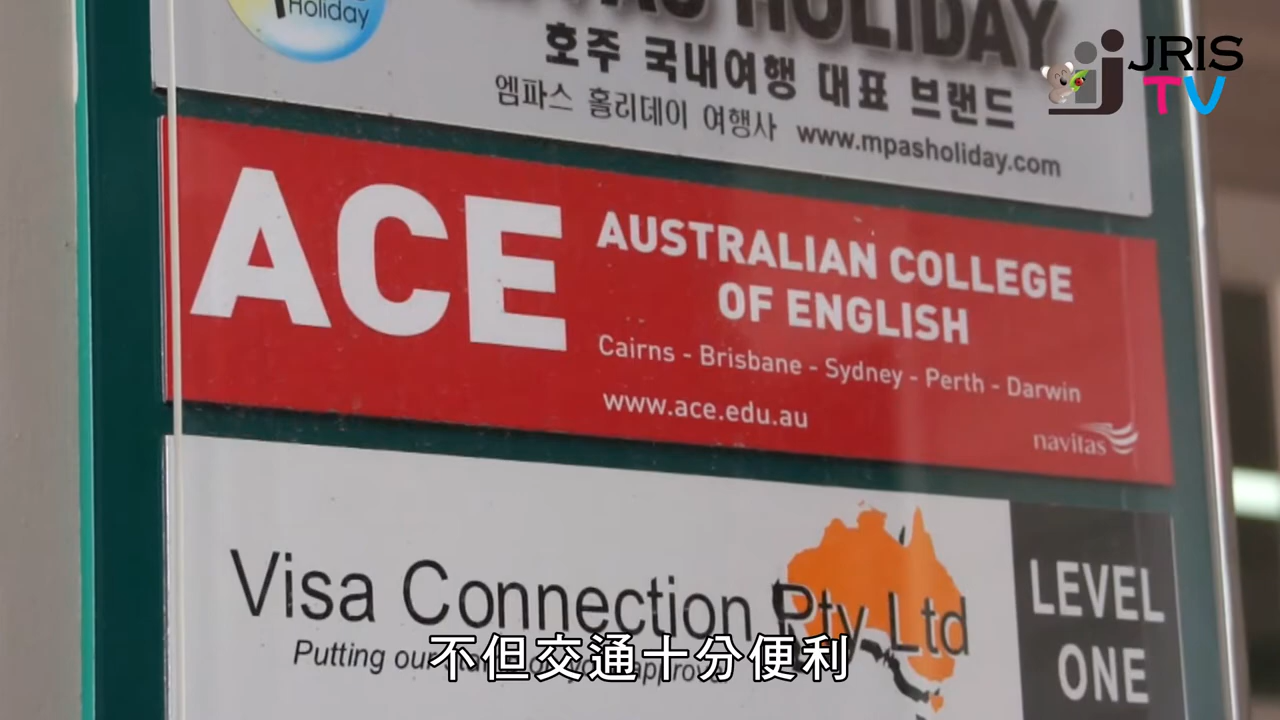 Holiday
HOLIDAY
호주 국내여행 대표 브랜드
엠파스 홀리데이 여행사 www.mpasholiday.com
JRIS
TV
ACE
AUSTRALIAN COLLEGE
OF ENGLISH
Cairns - Brisbane - Sydney - Perth - Darwin
www.ace.edu.au
navitas
Visa Connection Pty Ltd
Putting our
LEVEL
ONE
不但交通十分便利